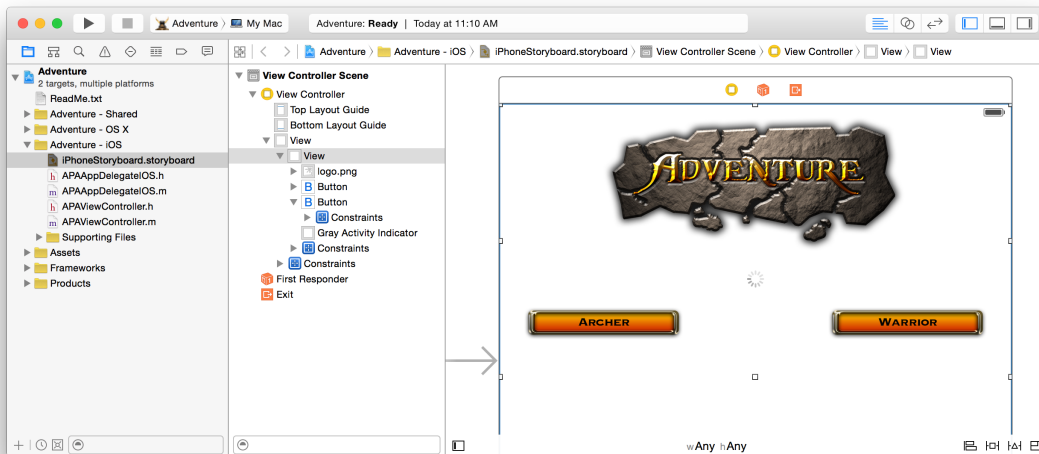 Adventure My Mac Adventure: Ready | Today at 11:10 AM
Adventure Adventure - iOS iPhoneStoryboard.storyboard View Controller Scene View Controller View View
Adventure
2 targets, multiple platforms
ReadMe.txt
Adventure - Shared
Adventure - OS X
Adventure - iOS
iPhoneStoryboard.storyboard
h APAAppDelegateIOS.h
m APAAppDelegateIOS.m
h APAViewController.h
m APAViewController.m
Supporting Files
Assets
Frameworks
Products
View Controller Scene
View Controller
Top Layout Guide
Bottom Layout Guide
View
View
logo.png
B Button
B Button
Constraints
Gray Activity Indicator
Constraints
Constraints
First Responder
Exit
ADVENTURE
ARCHER
WARRIOR
wAny hAny